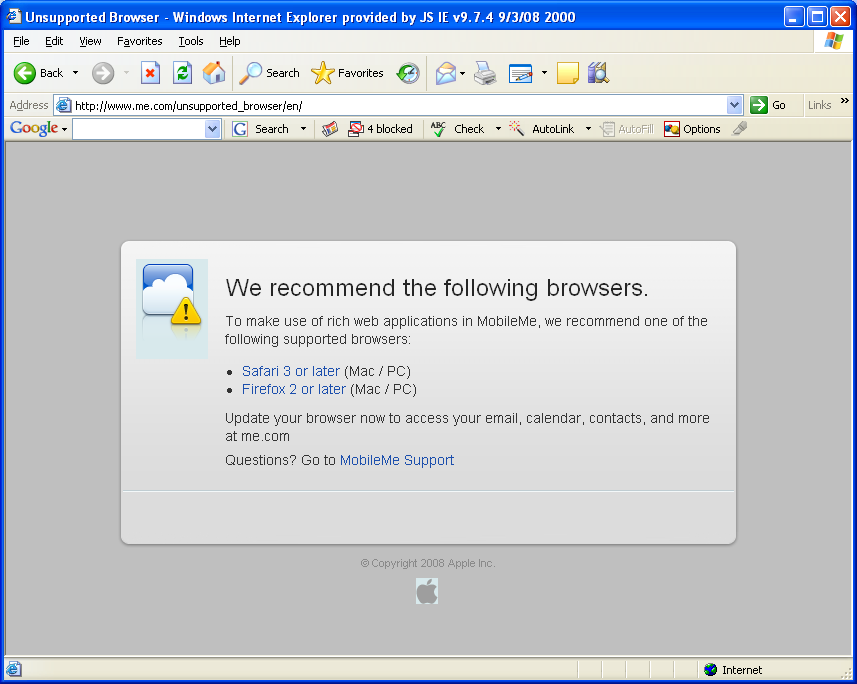 Unsupported Browser - Windows Internet Explorer provided by JS IE v9.7.4 9/3/08 2000
File Edit View Favorites Tools Help
Back Search Favorites
Address http://www.me.com/unsupported_browser/en/ Go Links »
Google G Search 4 blocked ABC Check AutoLink AutoFill Options
We recommend the following browsers.
To make use of rich web applications in MobileMe, we recommend one of the
following supported browsers:
• Safari 3 or later (Mac / PC)
• Firefox 2 or later (Mac / PC)
Update your browser now to access your email, calendar, contacts, and more
at me.com
Questions? Go to MobileMe Support
© Copyright 2008 Apple Inc.
Internet